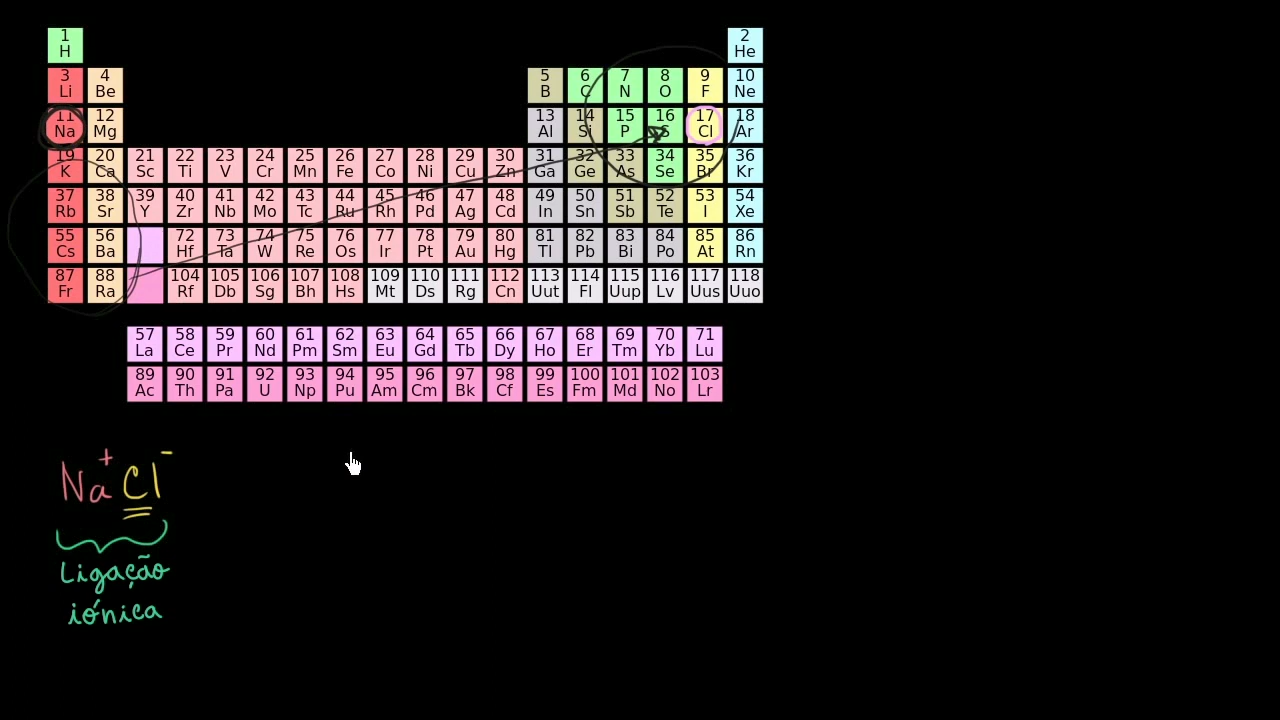 1 2
H He
3 4 5 6 7 8 9 10
Li Be B C N O F Ne
11 12 13 14 15 16 17 18
Na Mg Al Si P S Cl Ar
19 20 21 22 23 24 25 26 27 28 29 30 31 32 33 34 35 36
K Ca Sc Ti V Cr Mn Fe Co Ni Cu Zn Ga Ge As Se Br Kr
37 38 39 40 41 42 43 44 45 46 47 48 49 50 51 52 53 54
Rb Sr Y Zr Nb Mo Tc Ru Rh Pd Ag Cd In Sn Sb Te I Xe
55 56 72 73 74 75 76 77 78 79 80 81 82 83 84 85 86
Cs Ba Hf Ta W Re Os Ir Pt Au Hg Tl Pb Bi Po At Rn
87 88 104 105 106 107 108 109 110 111 112 113 114 115 116 117 118
Fr Ra Rf Db Sg Bh Hs Mt Ds Rg Cn Uut Fl Uup Lv Uus Uuo
57 58 59 60 61 62 63 64 65 66 67 68 69 70 71
La Ce Pr Nd Pm Sm Eu Gd Tb Dy Ho Er Tm Yb Lu
89 90 91 92 93 94 95 96 97 98 99 100 101 102 103
Ac Th Pa U Np Pu Am Cm Bk Cf Es Fm Md No Lr
Na⁺ Cl⁻
Ligação
iónica